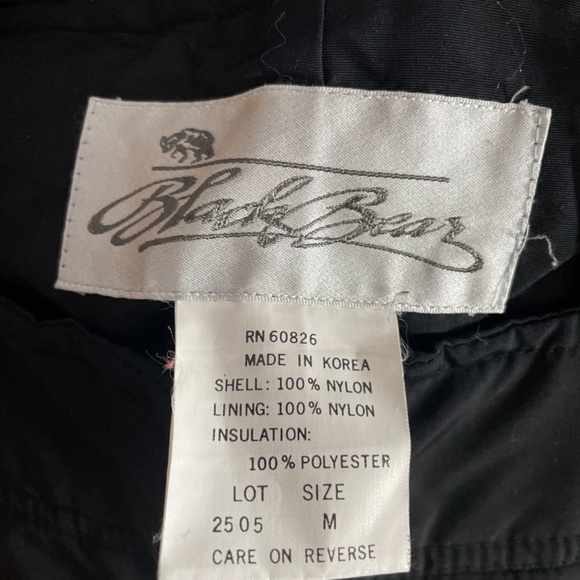 Black Bear
RN 60826
MADE IN KOREA
SHELL: 100% NYLON
LINING: 100% NYLON
INSULATION:
100% POLYESTER
LOT SIZE
2505 M
CARE ON REVERSE